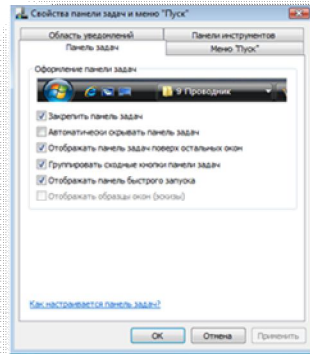 Свойства панели задач и меню "Пуск"
Область уведомлений
Панели инструментов
Панель задач
Меню "Пуск"
Оформление панели задач
9 Проводник
Закрепить панель задач
Автоматически скрывать панель задач
Отображать панель задач поверх остальных окон
Группировать сходные кнопки панели задач
Отображать панель быстрого запуска
Отображать образцы окон (эскизы)
Как настраивается панель задач?
ОК
Отмена
Применить